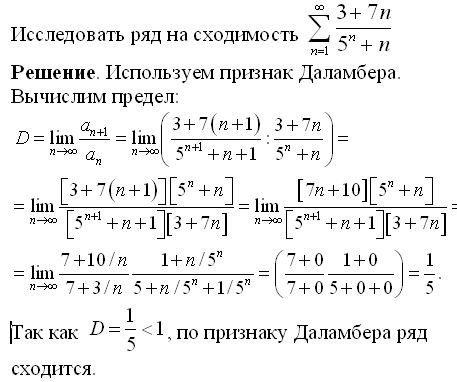 Исследовать ряд на сходимость \sum_{n=1}^{\infty} \frac{3+7n}{5^n+n}
Решение. Используем признак Даламбера.
Вычислим предел:
D = \lim_{n\to\infty} \frac{a_{n+1}}{a_n} = \lim_{n\to\infty} \left( \frac{3+7(n+1)}{5^{n+1}+n+1} : \frac{3+7n}{5^n+n} \right) =
= \lim_{n\to\infty} \frac{[3+7(n+1)][5^n+n]}{[5^{n+1}+n+1][3+7n]} = \lim_{n\to\infty} \frac{[7n+10][5^n+n]}{[5^{n+1}+n+1][3+7n]} =
= \lim_{n\to\infty} \frac{7+10/n}{7+3/n} \frac{1+n/5^n}{5+n/5^n+1/5^n} = \left( \frac{7+0}{7+0} \frac{1+0}{5+0+0} \right) = \frac{1}{5}.
Так как D = \frac{1}{5} < 1, по признаку Даламбера ряд
сходится.